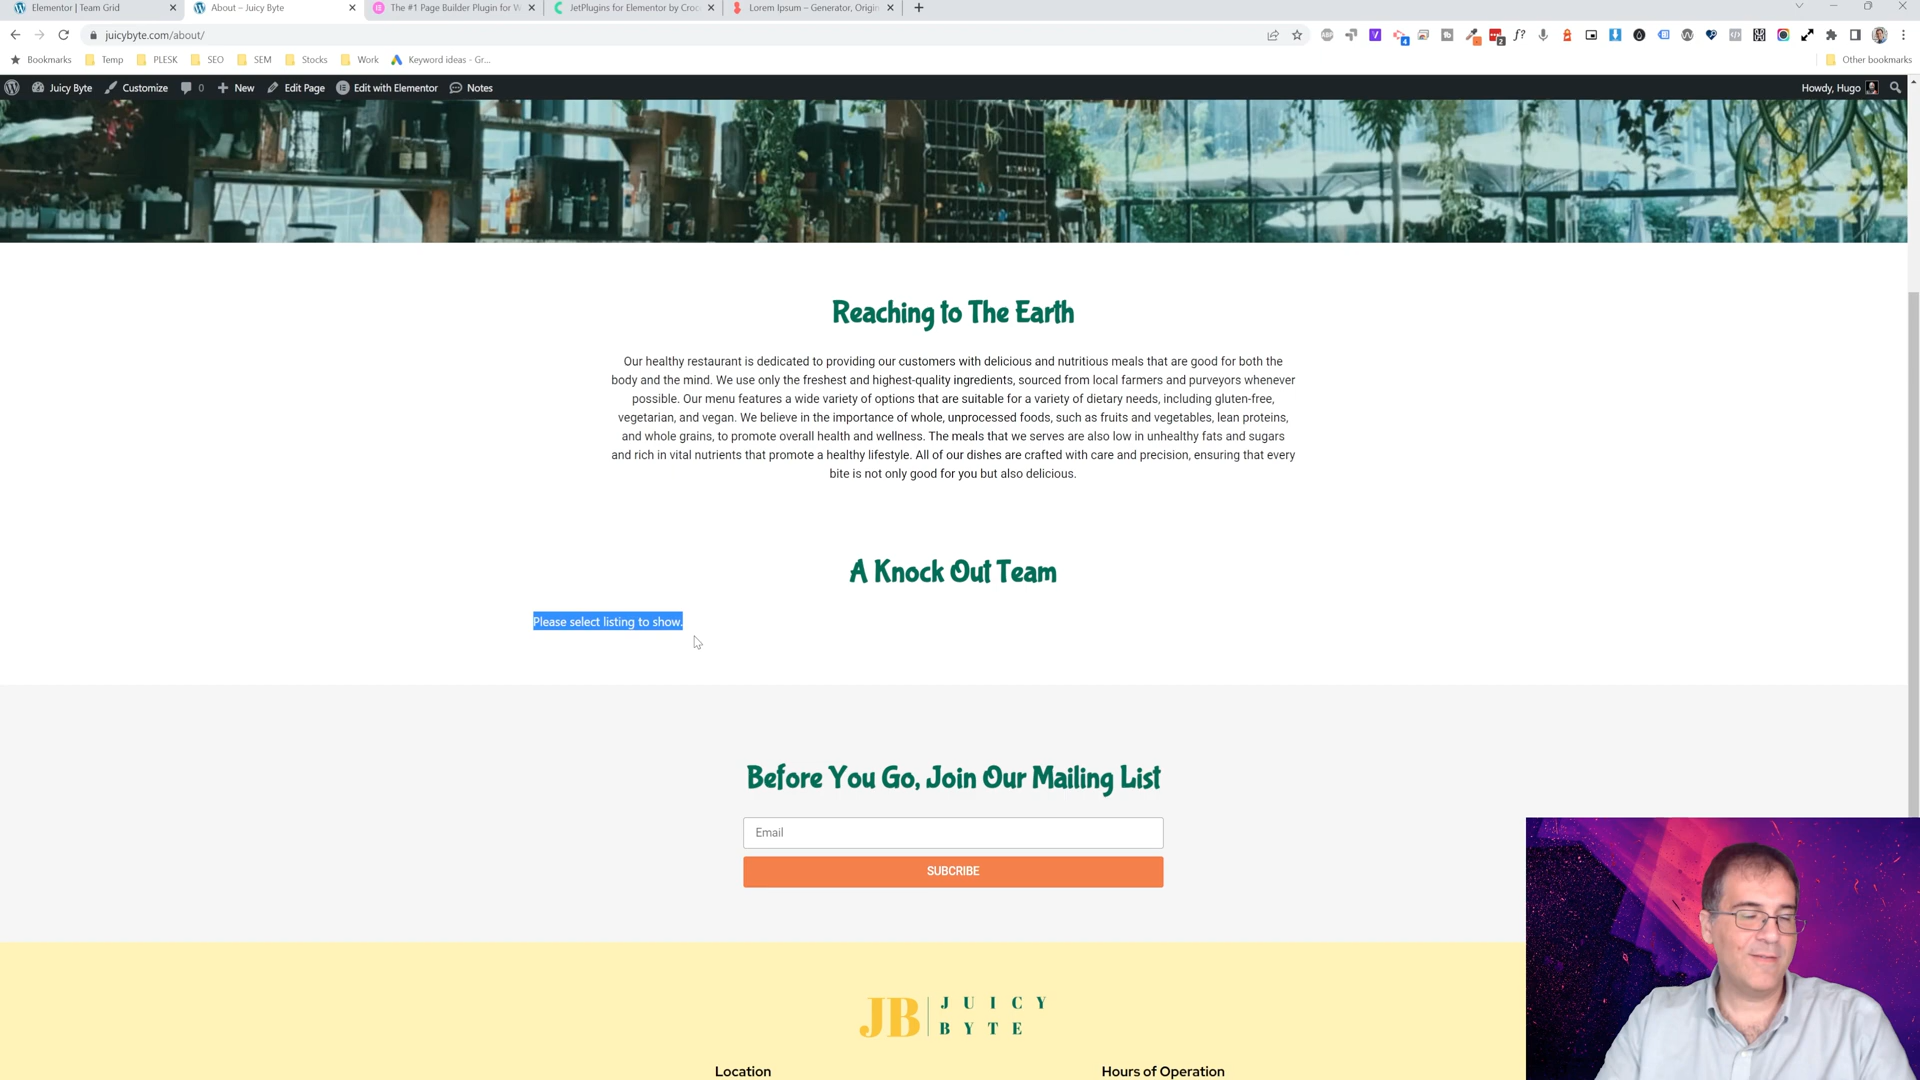 Elementor | Team Grid
About – Juicy Byte
The #1 Page Builder Plugin for W
JetPlugins for Elementor by Croc
Lorem Ipsum – Generator, Origin
juicybyte.com/about/
Bookmarks
Temp
PLESK
SEO
SEM
Stocks
Work
Keyword ideas - Gr...
Other bookmarks
Juicy Byte
Customize
0
New
Edit Page
Edit with Elementor
Notes
Howdy, Hugo
Reaching to The Earth
Our healthy restaurant is dedicated to providing our customers with delicious and nutritious meals that are good for both the
body and the mind. We use only the freshest and highest-quality ingredients, sourced from local farmers and purveyors whenever
possible. Our menu features a wide variety of options that are suitable for a variety of dietary needs, including gluten-free,
vegetarian, and vegan. We believe in the importance of whole, unprocessed foods, such as fruits and vegetables, lean proteins,
and whole grains, to promote overall health and wellness. The meals that we serves are also low in unhealthy fats and sugars
and rich in vital nutrients that promote a healthy lifestyle. All of our dishes are crafted with care and precision, ensuring that every
bite is not only good for you but also delicious.
A Knock Out Team
Please select listing to show.
Before You Go, Join Our Mailing List
Email
SUBCRIBE
JB
JUICY
BYTE
Location
Hours of Operation